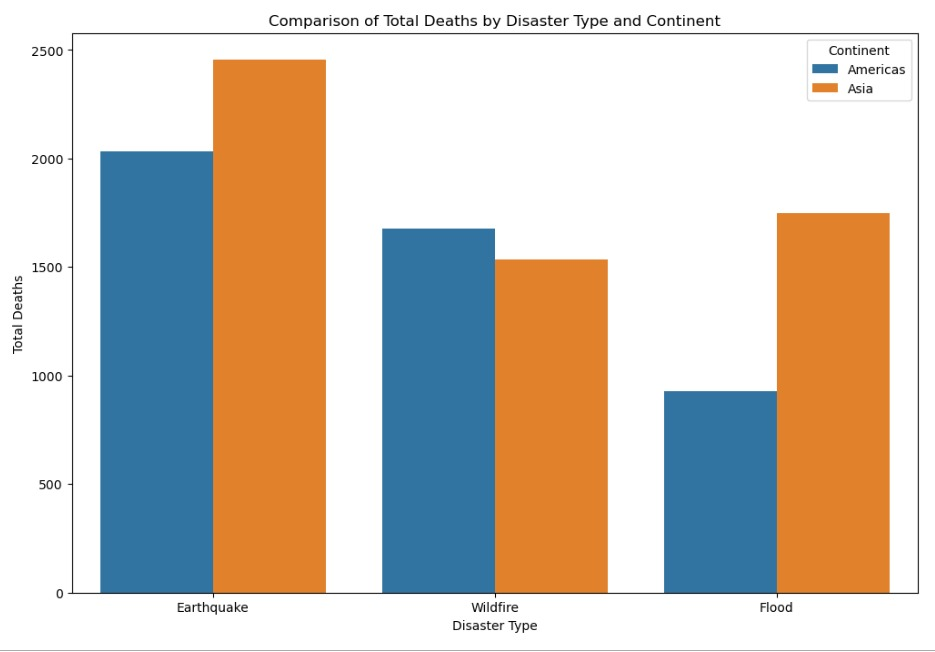 Comparison of Total Deaths by Disaster Type and Continent
Continent
Americas
Asia
Total Deaths
2500
2000
1500
1000
500
0
Earthquake
Wildfire
Flood
Disaster Type